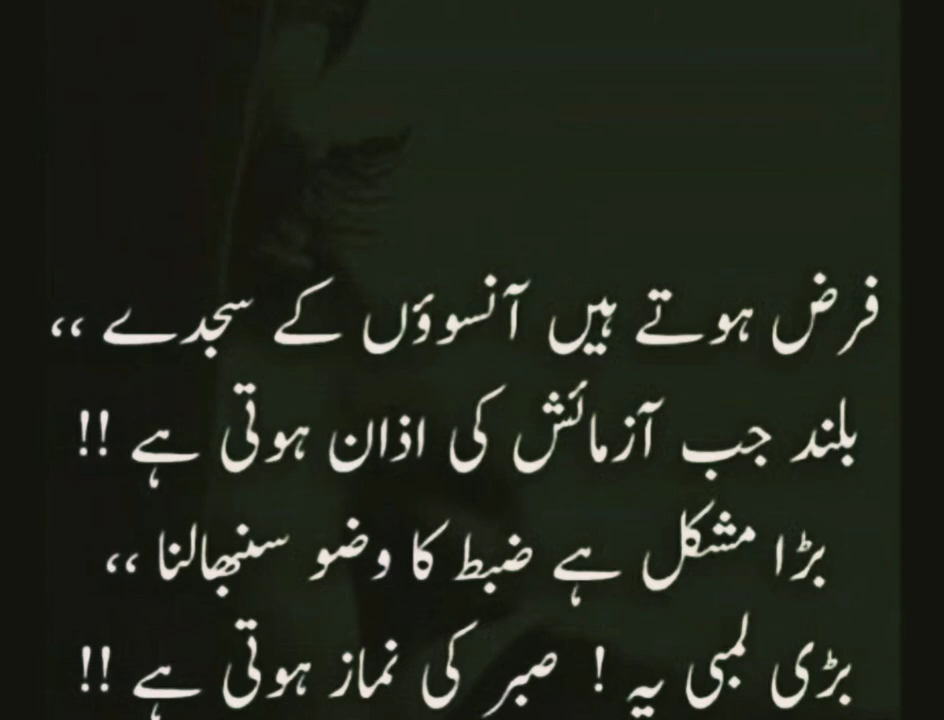 فرض ہوتے ہیں آنسوؤں کے سجدے ،،
بلند جب آزمائش کی اذان ہوتی ہے !!
بڑا مشکل ہے ضبط کا وضو سنبھالنا ،،
بڑی لمبی یہ ! صبر کی نماز ہوتی ہے !!